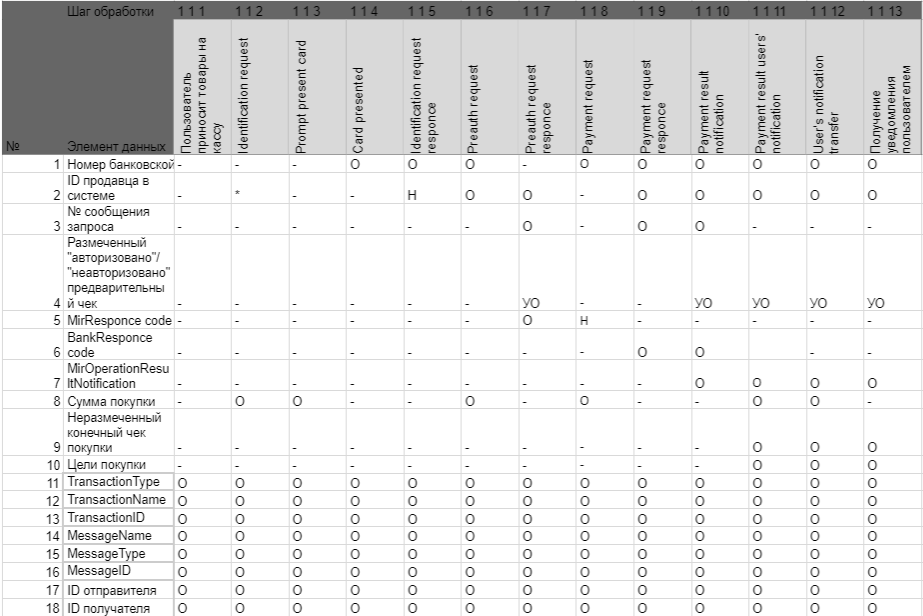 Шаг обработки 1 1 1 1 1 2 1 1 3 1 1 4 1 1 5 1 1 6 1 1 7 1 1 8 1 1 9 1 1 10 1 1 11 1 1 12 1 1 13
№ Элемент данных
Пользователь
приносит товары на
кассу
Identification request
Prompt present card
Card presented
Identification request
responce
Preauth request
Preauth request
responce
Payment request
Payment request
responce
Payment result
notification
Payment result users'
notification
User's notification
transfer
Получение
уведомления
пользователем
1 Номер банковской - - - О О О - О О О О О О
ID продавца в
2 системе - * - - Н О О - О О О О О
№ сообщения
3 запроса - - - - - - О - О О - - -
Размеченный
"авторизовано"/
"неавторизовано"
предварительны
4 й чек - - - - - - УО - - УО УО УО УО
5 MirResponce code - - - - - - О Н - - - - -
BankResponce
6 code - - - - - - - - О О - -
MirOperationResu
7 ltNotification - - - - - - - - - О О О О
8 Сумма покупки - О О - - О - О - - О О -
Неразмеченный
конечный чек
9 покупки - - - - - - - - - - О О О
10 Цели покупки - - - - - - - - - - О О О
11 TransactionType О О О О О О О О О О О О О
12 TransactionName О О О О О О О О О О О О О
13 TransactionID О О О О О О О О О О О О О
14 MessageName О О О О О О О О О О О О О
15 MessageType О О О О О О О О О О О О О
16 MessageID О О О О О О О О О О О О О
17 ID отправителя О О О О О О О О О О О О О
18 ID получателя О О О О О О О О О О О О О